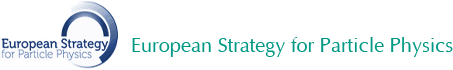 European Strategy
for Particle Physics
European Strategy for Particle Physics